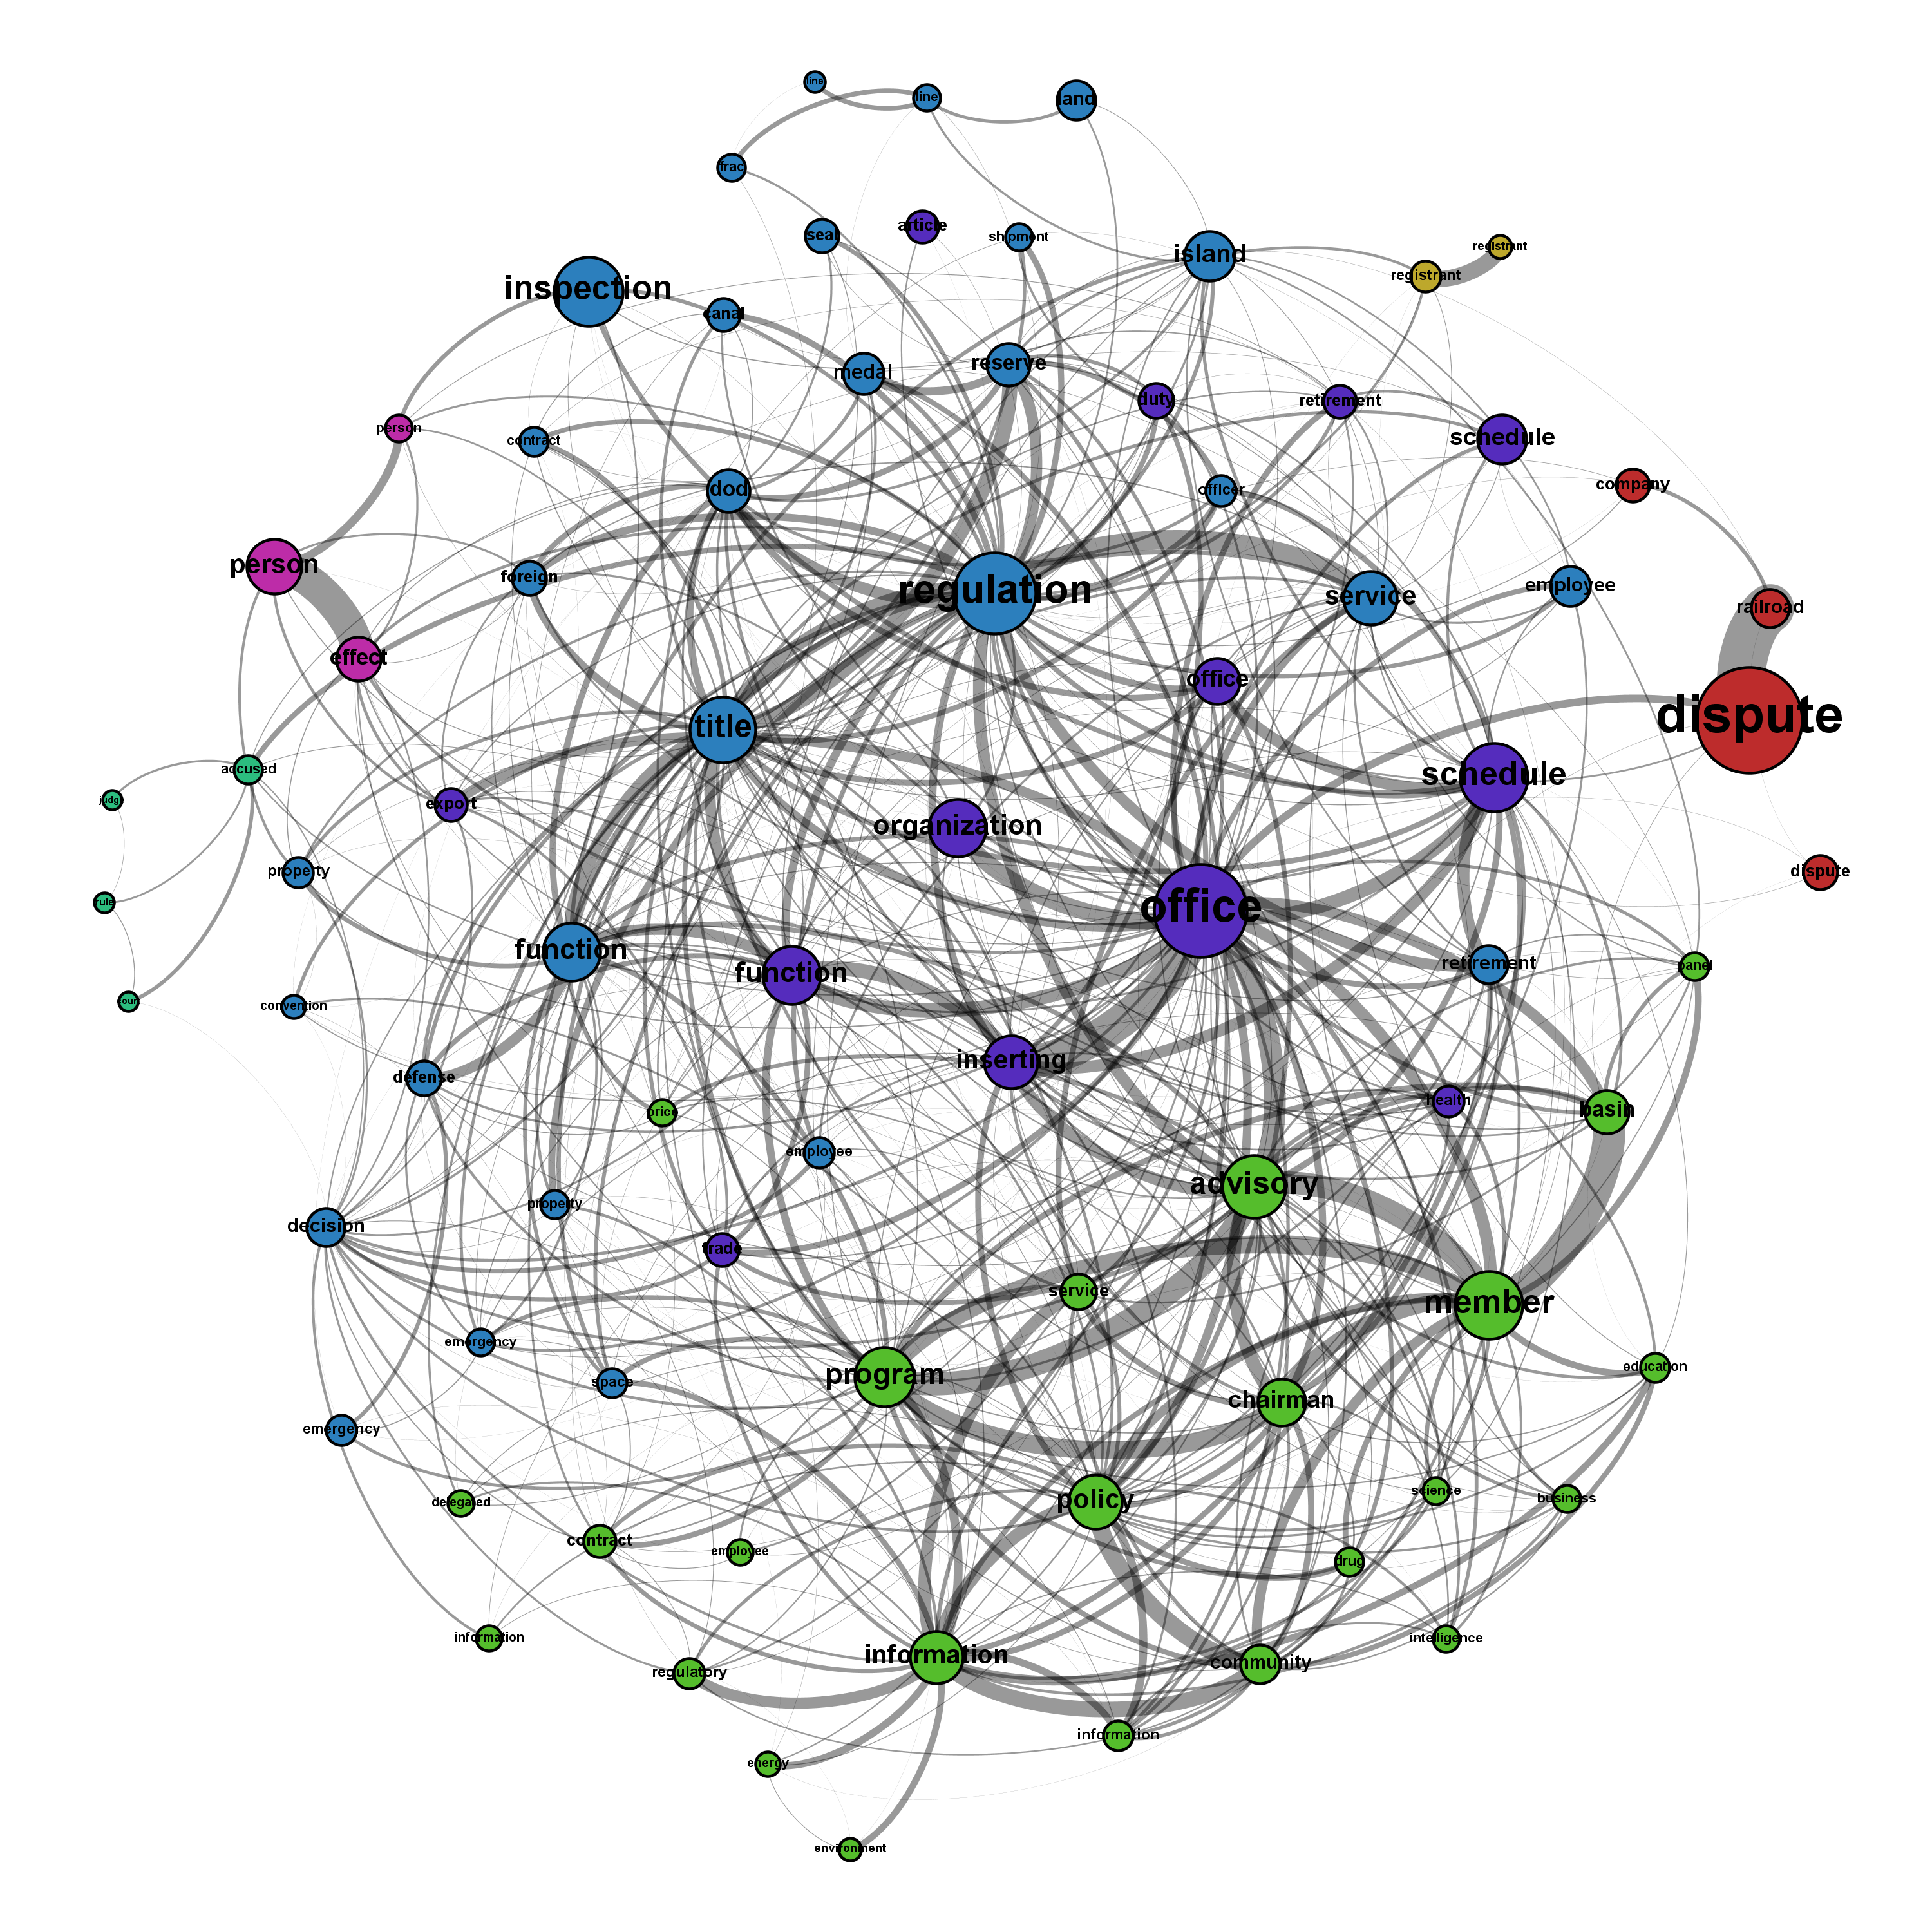 line
line
land
frac
article
seal
shipment
island
registrant
registrant
inspection
canal
medal
reserve
duty
retirement
person
contract
schedule
company
dod
officer
person
foreign
regulation
service
employee
railroad
effect
office
title
dispute
accused
judge
export
schedule
organization
property
dispute
rule
office
function
function
retirement
panel
convention
ourt
inserting
defense
price
health
basin
employee
advisory
property
decision
trade
service
member
emergency
program
space
education
chairman
emergency
delegated
policy
science
business
contract
employee
drug
information
regulatory
information
community
intelligence
information
energy
environment